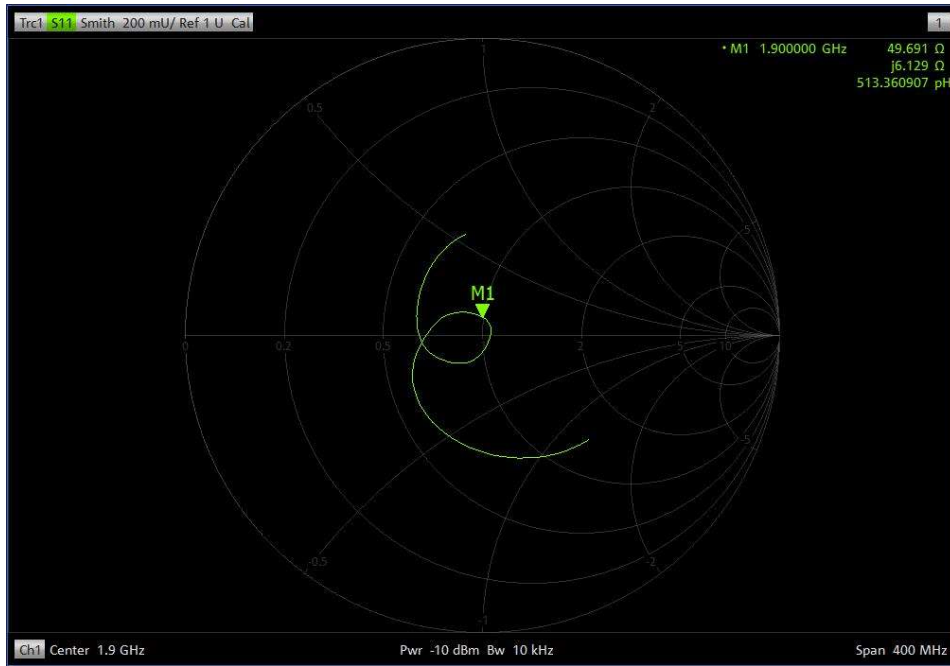 Trc1 S11 Smith 200 mU/ Ref 1 U Cal
1
• M1 1.900000 GHz 49.691 Ω
j6.129 Ω
513.360907 pH
1
0.5
2
5
M1
0 0.2 0.5 1 2 5 10
-5
-0.5
-2
-1
Ch1 Center 1.9 GHz Pwr -10 dBm Bw 10 kHz Span 400 MHz